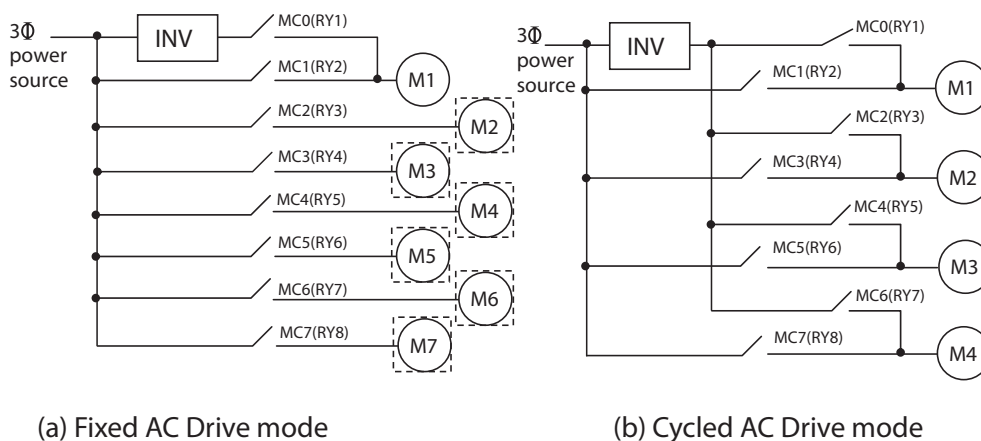 3Φ
power
source
INV
MC0(RY1)
MC1(RY2)
M1
MC2(RY3)
M2
MC3(RY4)
M3
MC4(RY5)
M4
MC5(RY6)
M5
MC6(RY7)
M6
MC7(RY8)
M7
(a) Fixed AC Drive mode
3Φ
power
source
INV
MC0(RY1)
MC1(RY2)
M1
MC2(RY3)
MC3(RY4)
M2
MC4(RY5)
MC5(RY6)
M3
MC6(RY7)
MC7(RY8)
M4
(b) Cycled AC Drive mode